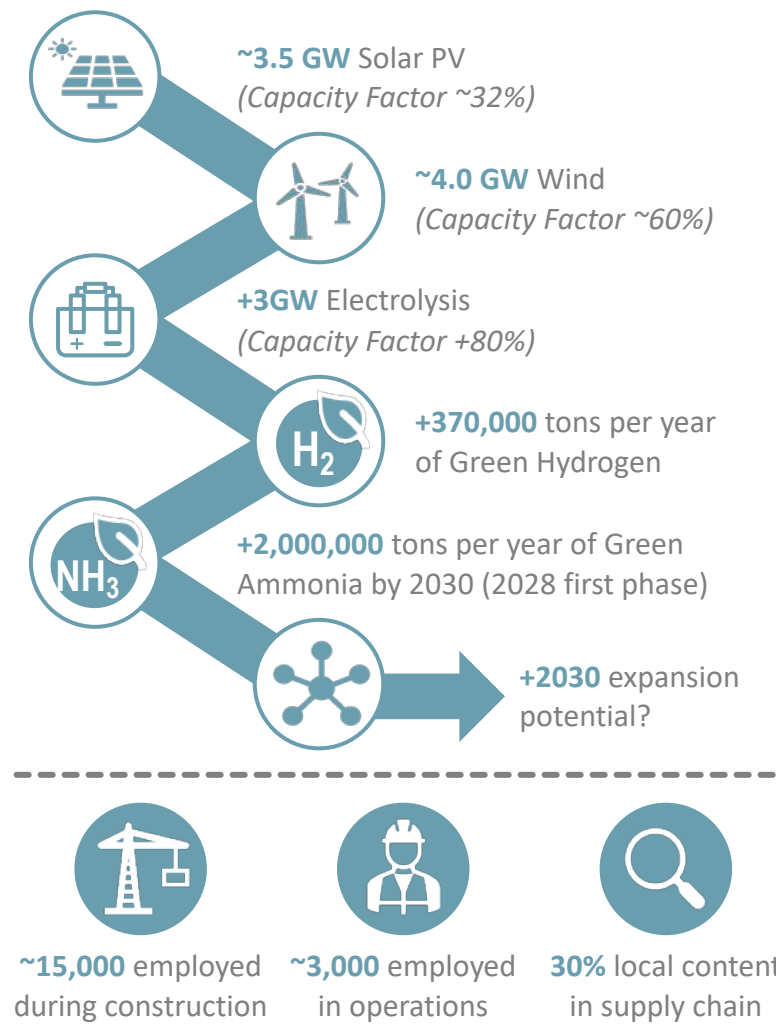 ~3.5 GW Solar PV
(Capacity Factor ~32%)
~4.0 GW Wind
(Capacity Factor ~60%)
+ −
+3GW Electrolysis
(Capacity Factor +80%)
H₂
+370,000 tons per year
of Green Hydrogen
NH₃
+2,000,000 tons per year of Green
Ammonia by 2030 (2028 first phase)
+2030 expansion
potential?
~15,000 employed
during construction
~3,000 employed
in operations
30% local content
in supply chain